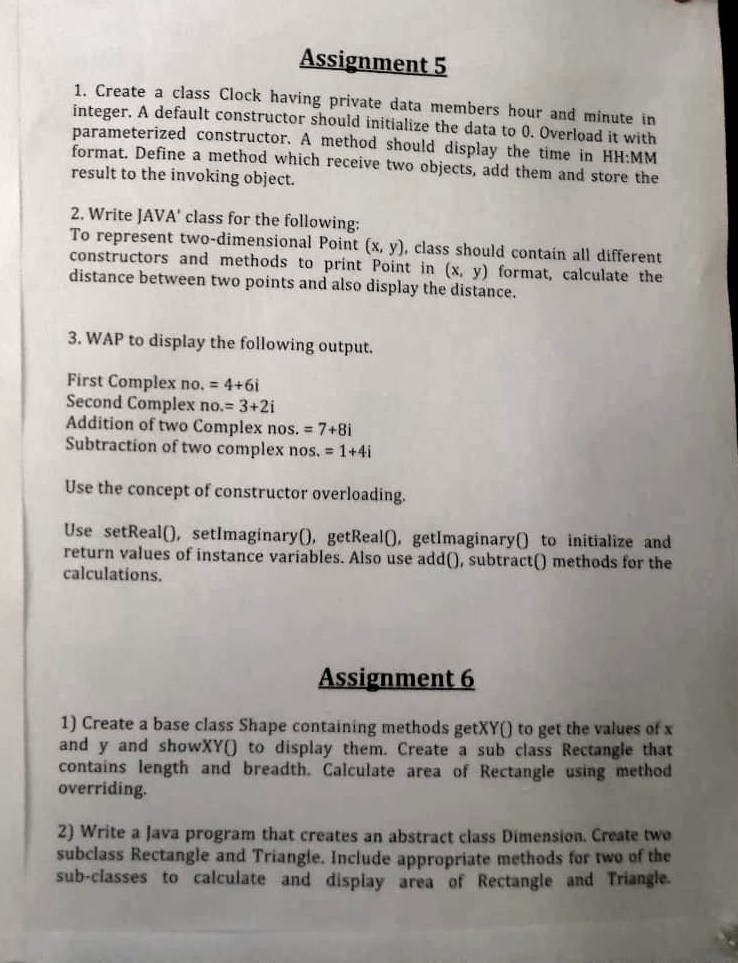 Assignment 5
1. Create a class Clock having private data members hour and minute in
integer. A default constructor should initialize the data to 0. Overload it with
parameterized constructor. A method should display the time in HH:MM
format. Define a method which receive two objects, add them and store the
result to the invoking object.
2. Write JAVA' class for the following:
To represent two-dimensional Point (x, y), class should contain all different
constructors and methods to print Point in (x, y) format, calculate the
distance between two points and also display the distance.
3. WAP to display the following output.
First Complex no. = 4+6i
Second Complex no.= 3+2i
Addition of two Complex nos. = 7+8i
Subtraction of two complex nos. = 1+4i
Use the concept of constructor overloading.
Use setReal(), setImaginary(), getReal(), getImaginary() to initialize and
return values of instance variables. Also use add(), subtract() methods for the
calculations.
Assignment 6
1) Create a base class Shape containing methods getXY() to get the values of x
and y and showXY() to display them. Create a sub class Rectangle that
contains length and breadth. Calculate area of Rectangle using method
overriding.
2) Write a Java program that creates an abstract class Dimension. Create two
subclass Rectangle and Triangle. Include appropriate methods for two of the
sub-classes to calculate and display area of Rectangle and Triangle.